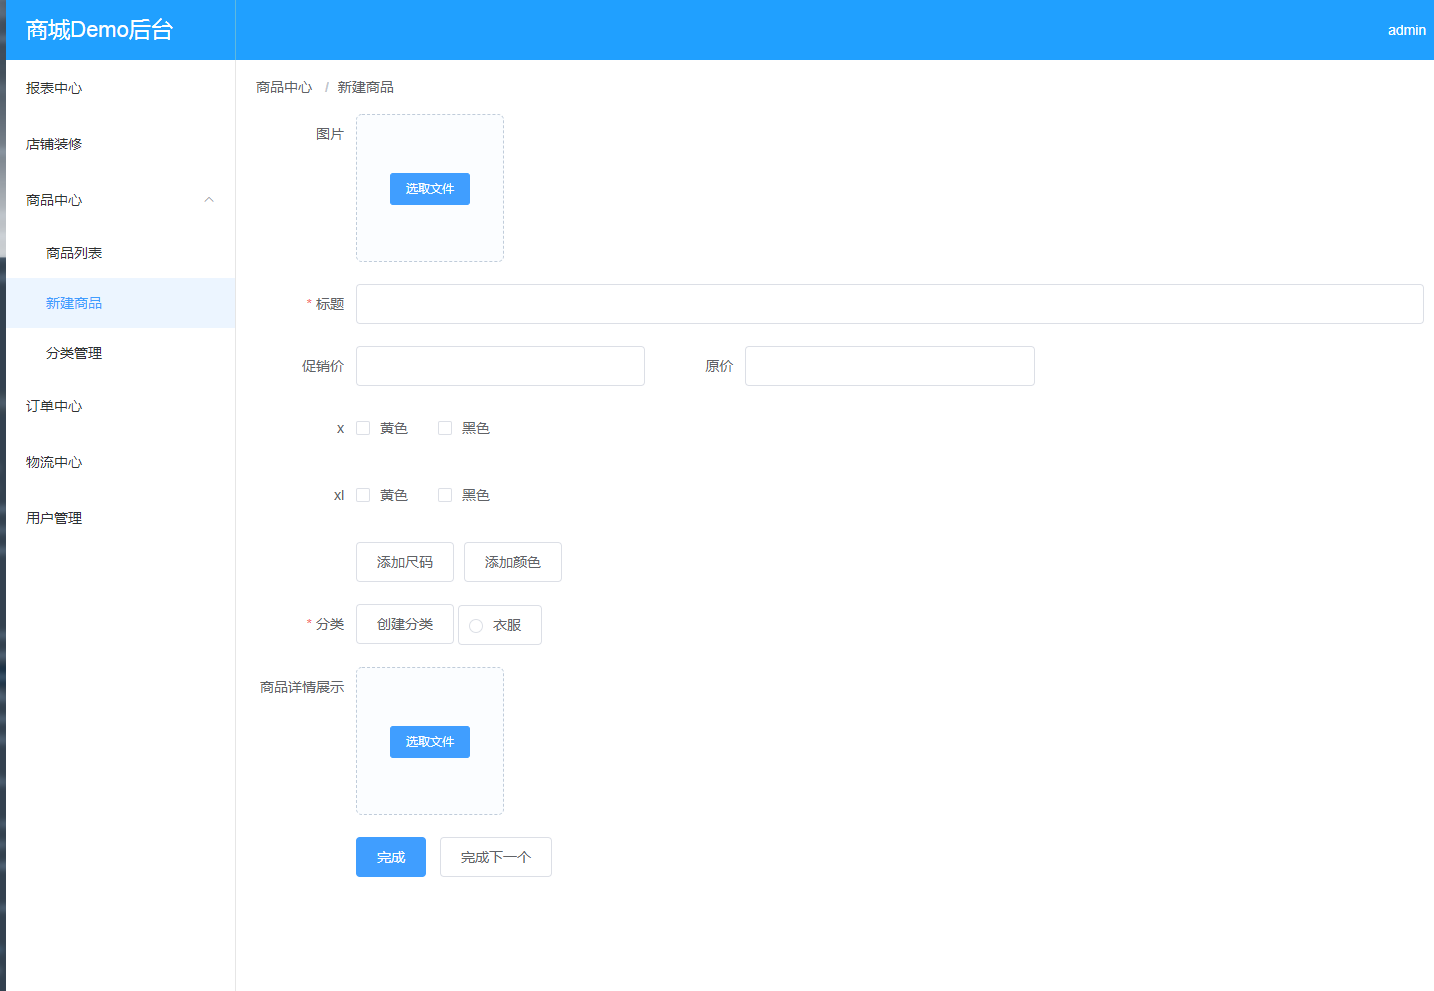 商城Demo后台
admin
报表中心
店铺装修
商品中心
商品列表
新建商品
分类管理
订单中心
物流中心
用户管理
商品中心 / 新建商品
图片
选取文件
* 标题
促销价 原价
x 黄色 黑色
xl 黄色 黑色
添加尺码 添加颜色
* 分类 创建分类 衣服
商品详情展示
选取文件
完成 完成下一个